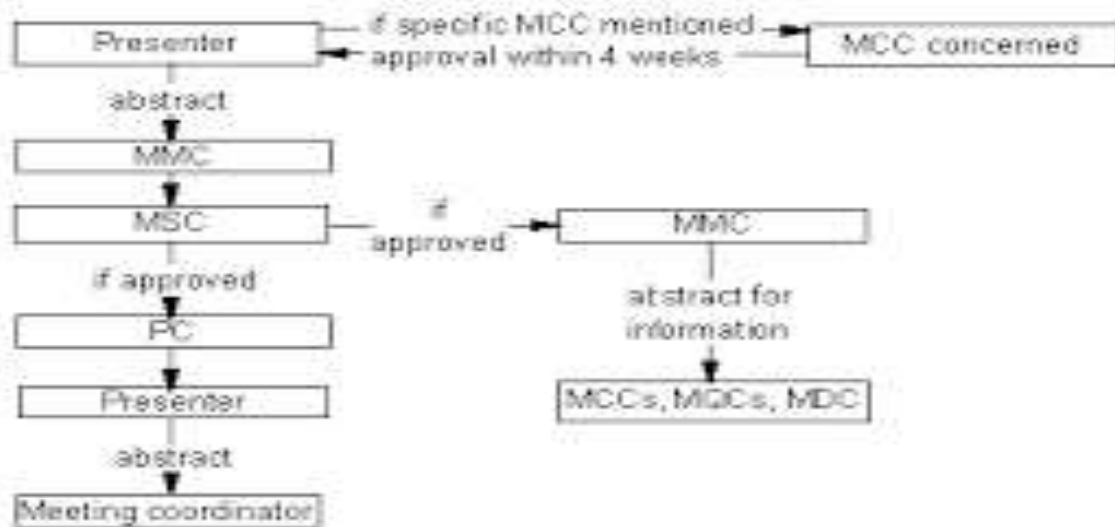 Presenter
if specific MCC mentioned
approval within 4 weeks
MCC concerned
abstract
MMC
MSC
if
approved
MMC
if approved
abstract for
information
PC
Presenter
MCCs, MQCs, MDC
abstract
Meeting coordinator